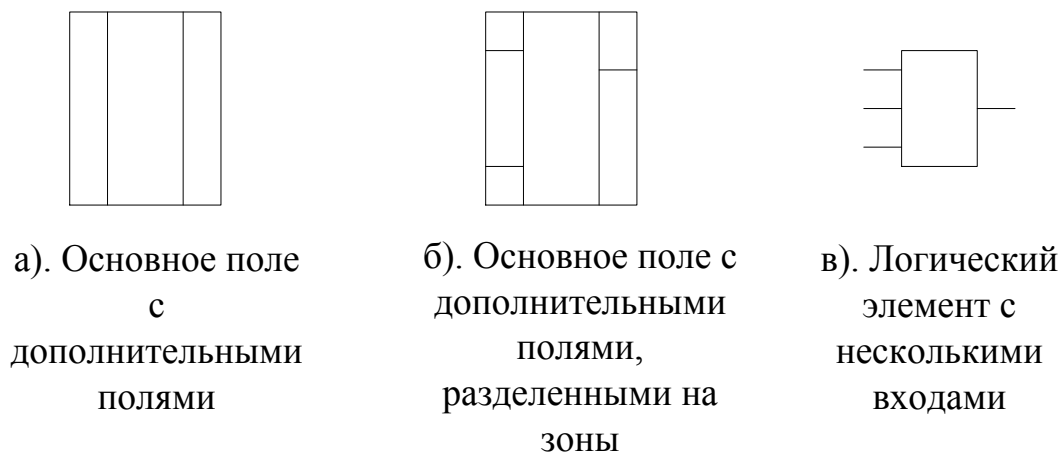 а). Основное поле
с
дополнительными
полями
б). Основное поле с
дополнительными
полями,
разделенными на
зоны
в). Логический
элемент с
несколькими
входами